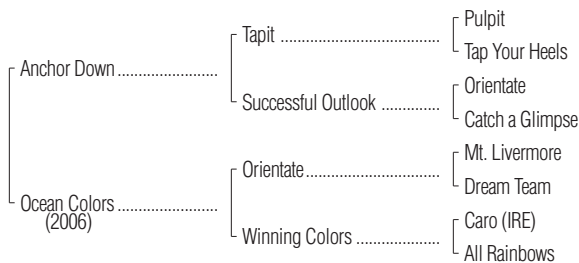 Pulpit
Tapit ........................................
Tap Your Heels
Anchor Down .........................
Orientate
Successful Outlook ...............
Catch a Glimpse
Mt. Livermore
Orientate..................................
Dream Team
Ocean Colors .........................
(2006)
Caro (IRE)
Winning Colors .....................
All Rainbows